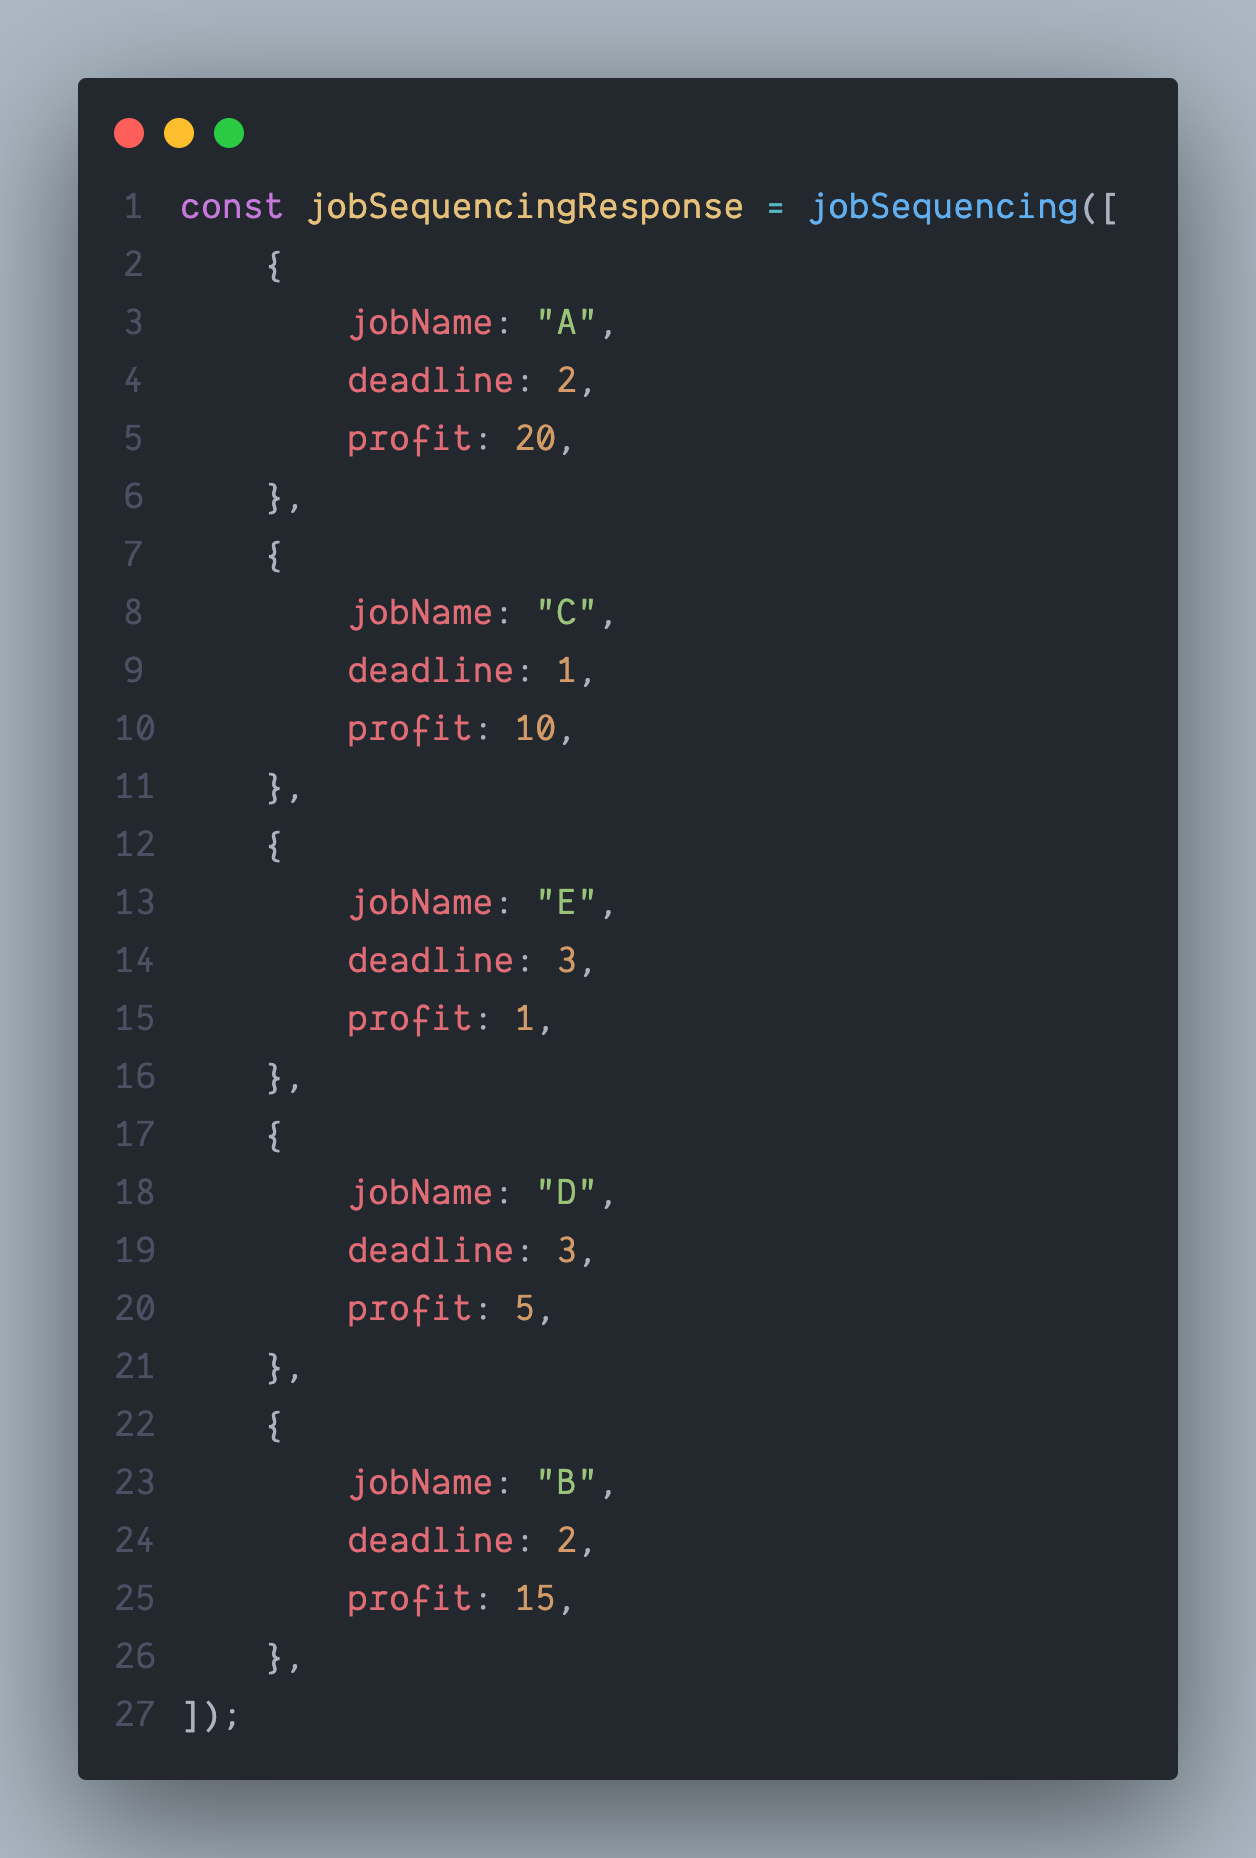 1 const jobSequencingResponse = jobSequencing([
2     {
3         jobName: "A",
4         deadline: 2,
5         profit: 20,
6     },
7     {
8         jobName: "C",
9         deadline: 1,
10         profit: 10,
11     },
12     {
13         jobName: "E",
14         deadline: 3,
15         profit: 1,
16     },
17     {
18         jobName: "D",
19         deadline: 3,
20         profit: 5,
21     },
22     {
23         jobName: "B",
24         deadline: 2,
25         profit: 15,
26     },
27 ]);